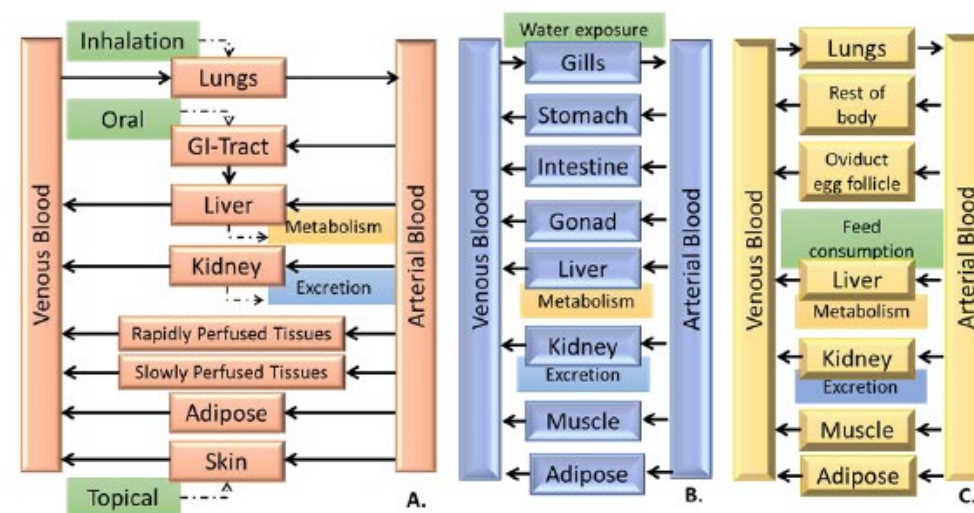 Inhalation
Lungs
Oral
GI-Tract
Liver
Metabolism
Kidney
Excretion
Rapidly Perfused Tissues
Slowly Perfused Tissues
Adipose
Skin
Topical
Venous Blood
Arterial Blood
A.
Water exposure
Gills
Stomach
Intestine
Gonad
Liver
Metabolism
Kidney
Excretion
Muscle
Adipose
Venous Blood
Arterial Blood
B.
Lungs
Rest of
body
Oviduct
egg follicle
Feed
consumption
Liver
Metabolism
Kidney
Excretion
Muscle
Adipose
Venous Blood
Arterial Blood
C.